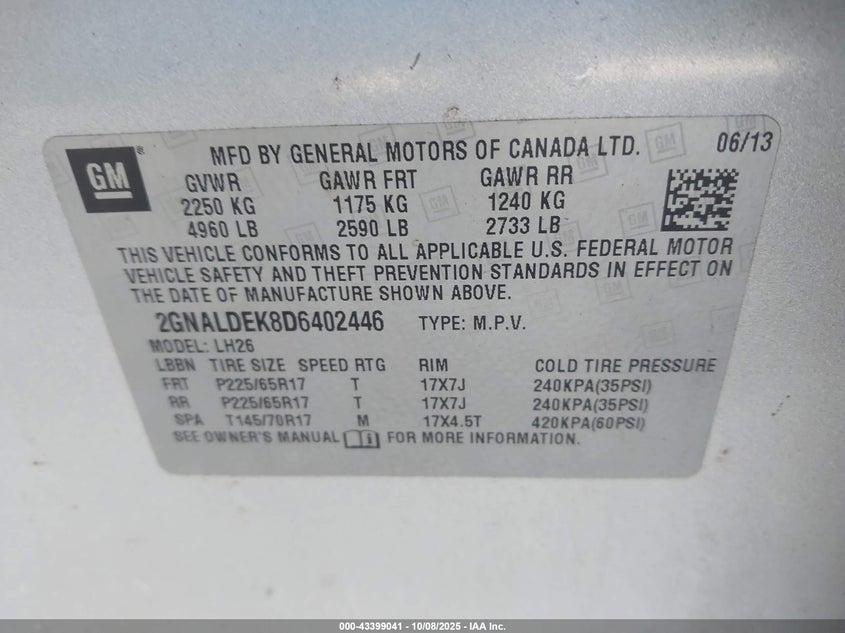 GM
MFD BY GENERAL MOTORS OF CANADA LTD. 06/13
GVWR GAWR FRT GAWR RR
2250 KG 1175 KG 1240 KG
4960 LB 2590 LB 2733 LB
THIS VEHICLE CONFORMS TO ALL APPLICABLE U.S. FEDERAL MOTOR
VEHICLE SAFETY AND THEFT PREVENTION STANDARDS IN EFFECT ON
THE DATE OF MANUFACTURE SHOWN ABOVE.
2GNALDEK8D6402446 TYPE: M.P.V.
MODEL: LH26
LBBN TIRE SIZE SPEED RTG RIM COLD TIRE PRESSURE
FRT P225/65R17 T 17X7J 240KPA(35PSI)
RR P225/65R17 T 17X7J 240KPA(35PSI)
SPA T145/70R17 M 17X4.5T 420KPA(60PSI)
SEE OWNER'S MANUAL FOR MORE INFORMATION.
000-43399041 - 10/08/2025 - IAA Inc.